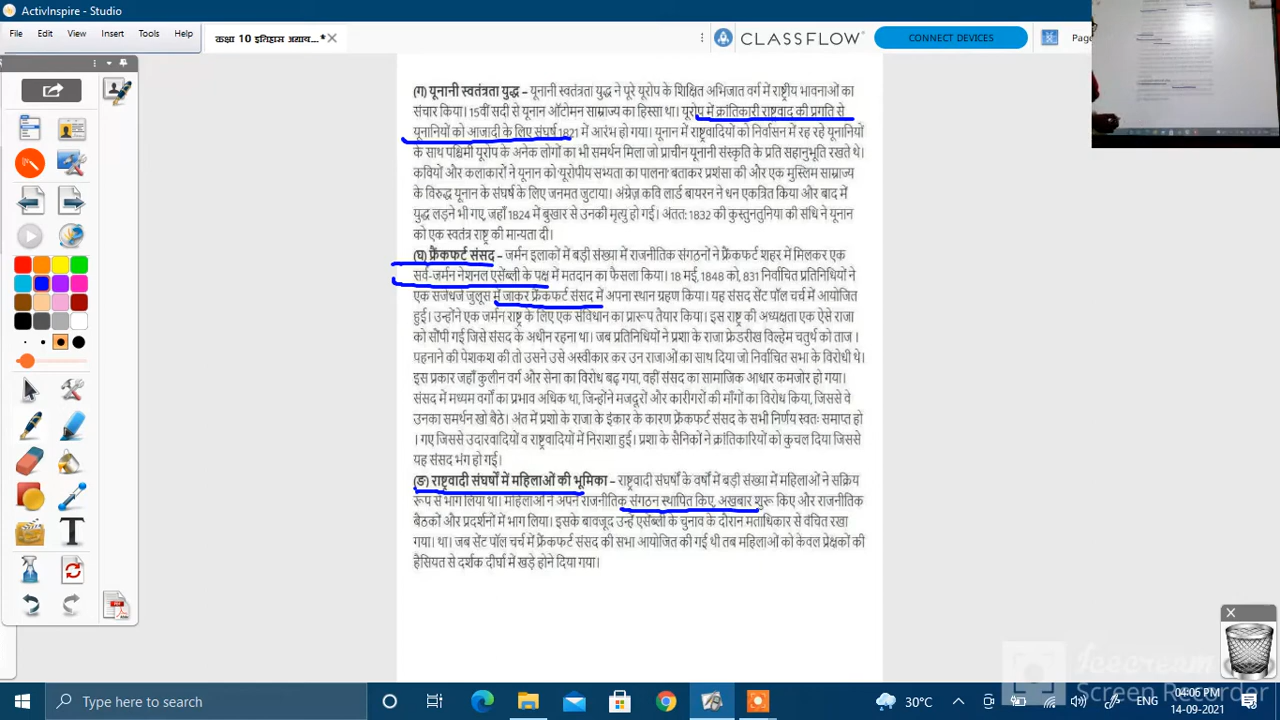 ActivInspire - Studio
File Edit View Insert Tools Help
कक्षा 10 इतिहास अध्याय...*
CLASSFLOW
CONNECT DEVICES
Page
(ग) यूनानी स्वतंत्रता युद्ध – यूनानी स्वतंत्रता युद्ध ने पूरे यूरोप के शिक्षित अभिजात वर्ग में राष्ट्रीय भावनाओं का
संचार किया। 15वीं सदी से यूनान ऑटोमन साम्राज्य का हिस्सा था। यूरोप में क्रांतिकारी राष्ट्रवाद की प्रगति से
यूनानियों को आजादी के लिए संघर्ष 1821 में आरंभ हो गया। यूनान में राष्ट्रवादियों को निर्वासन में रह रहे यूनानियों
के साथ पश्चिमी यूरोप के अनेक लोगों का भी समर्थन मिला जो प्राचीन यूनानी संस्कृति के प्रति सहानुभूति रखते थे।
कवियों और कलाकारों ने यूनान को 'यूरोपीय सभ्यता का पालना' बताकर प्रशंसा की और एक मुस्लिम साम्राज्य
के विरुद्ध यूनान के संघर्ष के लिए जनमत जुटाया। अंग्रेज़ कवि लार्ड बायरन ने धन एकत्रित किया और बाद में
युद्ध लड़ने भी गए, जहाँ 1824 में बुखार से उनकी मृत्यु हो गई। अंततः 1832 की कुस्तुनतुनिया की संधि ने यूनान
को एक स्वतंत्र राष्ट्र की मान्यता दी।
(घ) फ्रैंकफर्ट संसद – जर्मन इलाकों में बड़ी संख्या में राजनीतिक संगठनों ने फ्रैंकफर्ट शहर में मिलकर एक
सर्व-जर्मन नेशनल एसेंब्ली के पक्ष में मतदान का फैसला किया। 18 मई, 1848 को, 831 निर्वाचित प्रतिनिधियों ने
एक सजेधजे जुलूस में जाकर फ्रैंकफर्ट संसद में अपना स्थान ग्रहण किया। यह संसद सेंट पॉल चर्च में आयोजित
हुई। उन्होंने एक जर्मन राष्ट्र के लिए एक संविधान का प्रारूप तैयार किया। इस राष्ट्र की अध्यक्षता एक ऐसे राजा
को सौंपी गई जिसे संसद के अधीन रहना था। जब प्रतिनिधियों ने प्रशा के राजा फ्रेडरीख विल्हेम चतुर्थ को ताज ।
पहनाने की पेशकश की तो उसने उसे अस्वीकार कर उन राजाओं का साथ दिया जो निर्वाचित सभा के विरोधी थे।
इस प्रकार जहाँ कुलीन वर्ग और सेना का विरोध बढ़ गया, वहीं संसद का सामाजिक आधार कमजोर हो गया।
संसद में मध्यम वर्गों का प्रभाव अधिक था, जिन्होंने मजदूरों और कारीगरों की माँगों का विरोध किया, जिससे वे
उनका समर्थन खो बैठे। अंत में प्रशो के राजा के इंकार के कारण फ्रेंकफर्ट संसद के सभी निर्णय स्वतः समाप्त हो
। गए जिससे उदारवादियों व राष्ट्रवादियों में निराशा हुई। प्रशा के सैनिकों ने क्रांतिकारियों को कुचल दिया जिससे
यह संसद भंग हो गई।
(ङ) राष्ट्रवादी संघर्षों में महिलाओं की भूमिका – राष्ट्रवादी संघर्षों के वर्षों में बड़ी संख्या में महिलाओं ने सक्रिय
रूप से भाग लिया था। महिलाओं ने अपने राजनीतिक संगठन स्थापित किए, अखबार शुरू किए और राजनीतिक
बैठकों और प्रदर्शनों में भाग लिया। इसके बावजूद उन्हें एसेंब्ली के चुनाव के दौरान मताधिकार से वंचित रखा
गया। था। जब सेंट पॉल चर्च में फ्रैंकफर्ट संसद की सभा आयोजित की गई थी तब महिलाओं को केवल प्रेक्षकों की
हैसियत से दर्शक दीर्घा में खड़े होने दिया गया।
Icecream
Screen Recorder
Type here to search
30°C
04:06 PM
14-09-2021